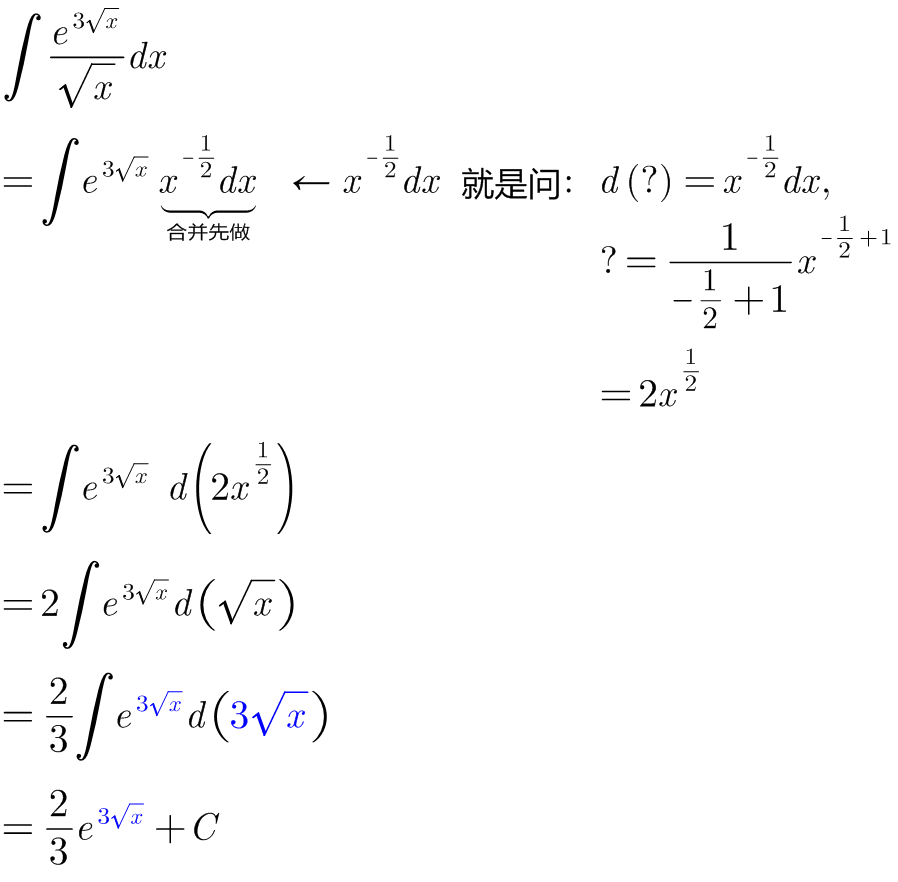 ∫ e^{3√x}/√x dx
= ∫ e^{3√x} x^{-1/2} dx ← x^{-1/2} dx 就是问： d(?) = x^{-1/2} dx,
合并先做
? = 1/(-1/2 + 1) x^{-1/2 + 1}
= 2x^{1/2}
= ∫ e^{3√x} d(2x^{1/2})
= 2 ∫ e^{3√x} d(√x)
= 2/3 ∫ e^{3√x} d(3√x)
= 2/3 e^{3√x} + C